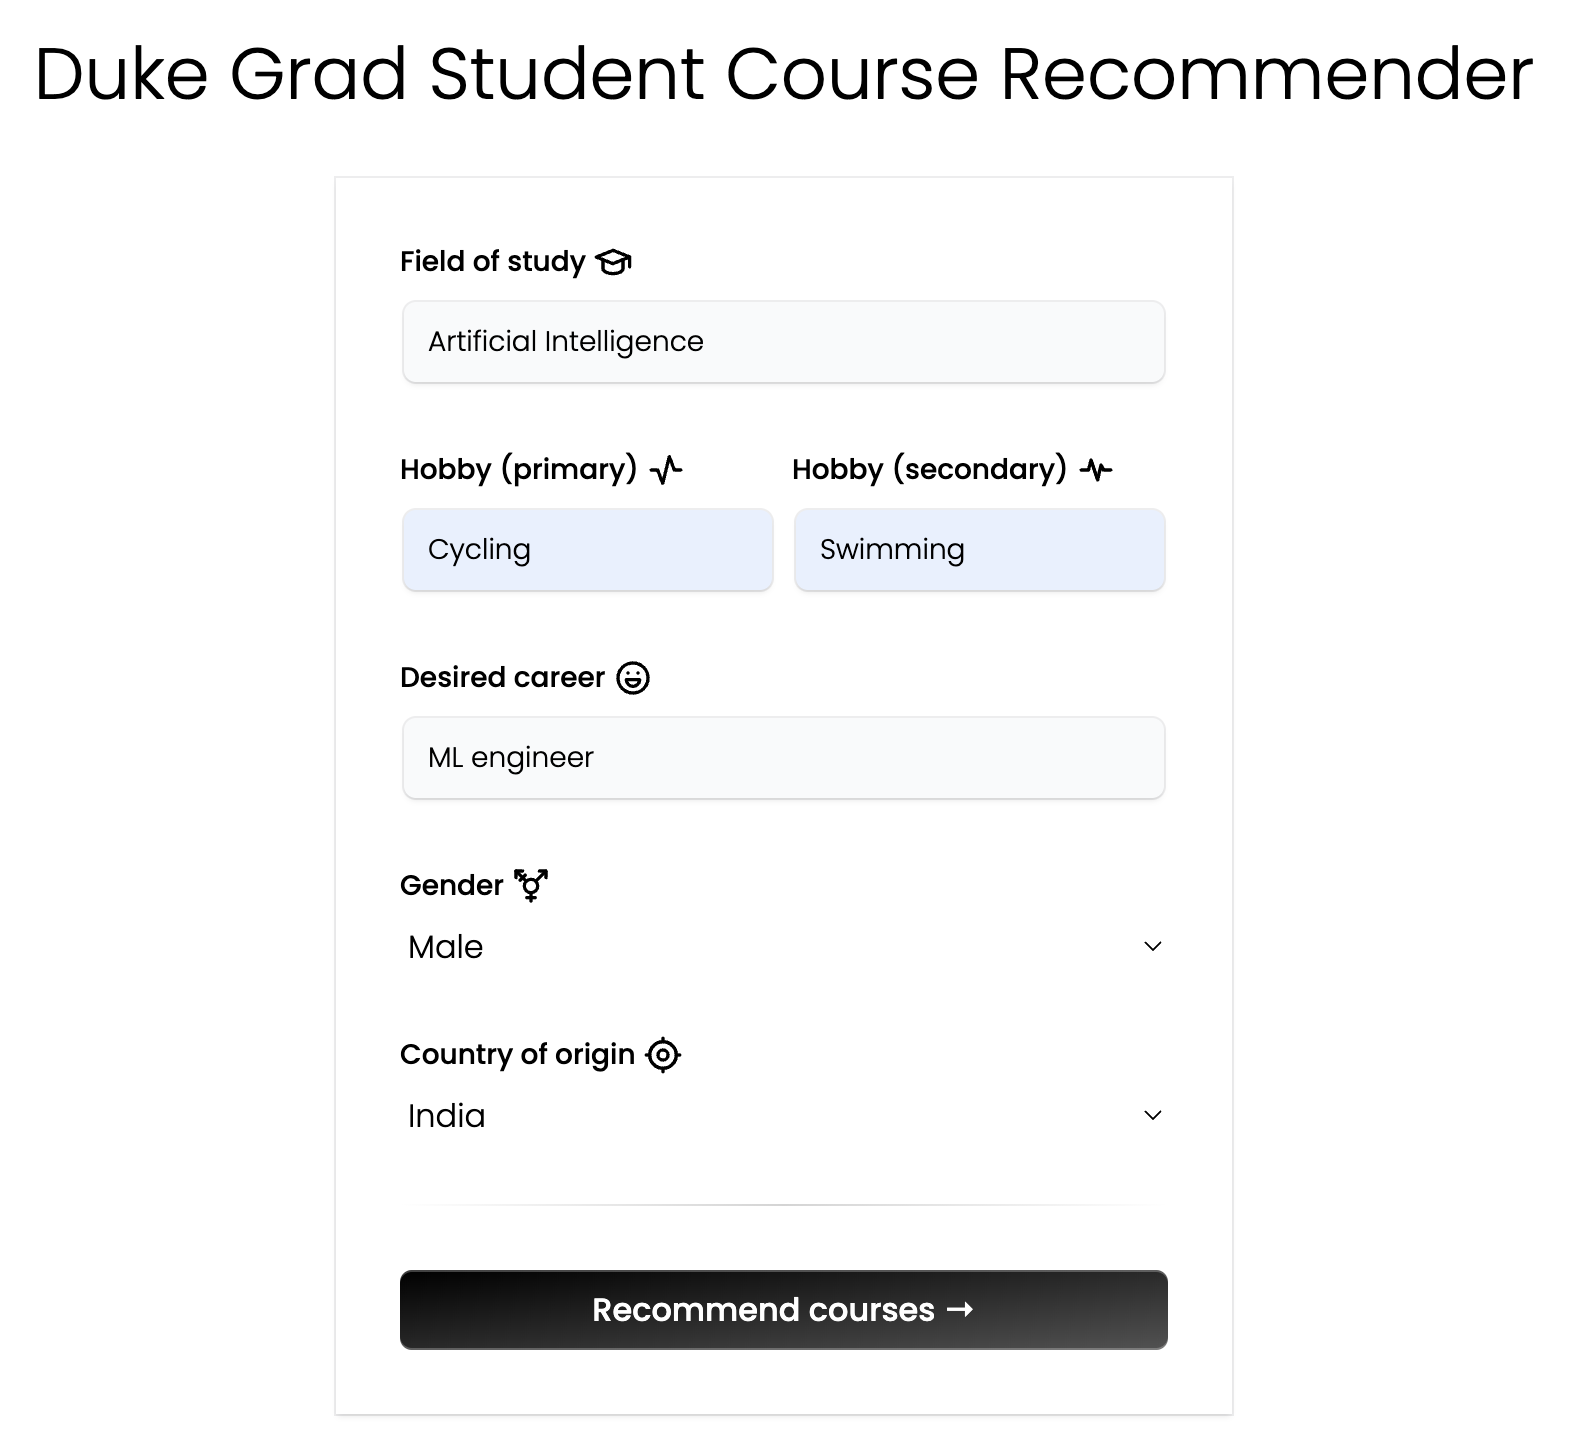 Duke Grad Student Course Recommender
Field of study
Artificial Intelligence
Hobby (primary)
Hobby (secondary)
Cycling
Swimming
Desired career
ML engineer
Gender
Male
Country of origin
India
Recommend courses →